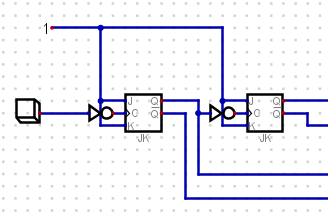 1
J Q J Q
C Q C Q
K K
JK JK